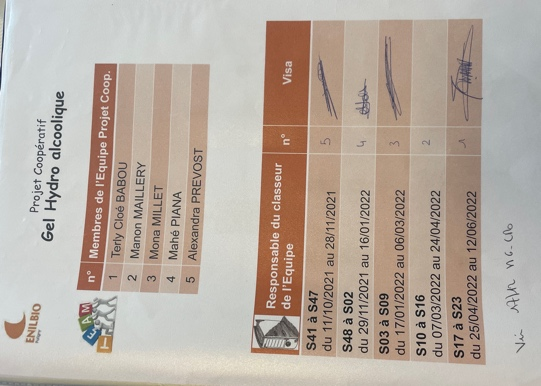 ENILBIO
TEAM
Projet Coopératif
Gel Hydro alcoolique
n° Membres de l'Equipe Projet Coop.
1 Terly Cloé BABOU
2 Manon MAILLERY
3 Mona MILLET
4 Mahé PIANA
5 Alexandra PREVOST
Responsable du classeur de l'Equipe n° Visa
S41 à S47
du 11/10/2021 au 28/11/2021 5
S48 à S02
du 29/11/2021 au 16/01/2022 4
S03 à S09
du 17/01/2022 au 06/03/2022 3
S10 à S16
du 07/03/2022 au 24/04/2022 2
S17 à S23
du 25/04/2022 au 12/06/2022 1